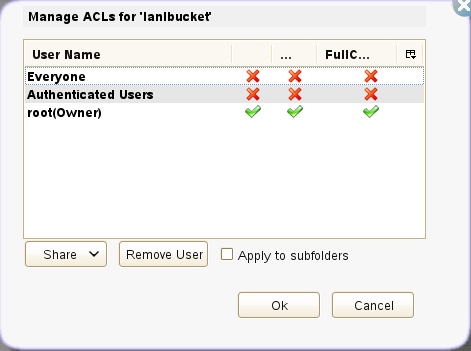 Manage ACLs for 'lanlbucket'
User Name ... FullC...
Everyone
Authenticated Users
root(Owner)
Share Remove User Apply to subfolders
Ok Cancel